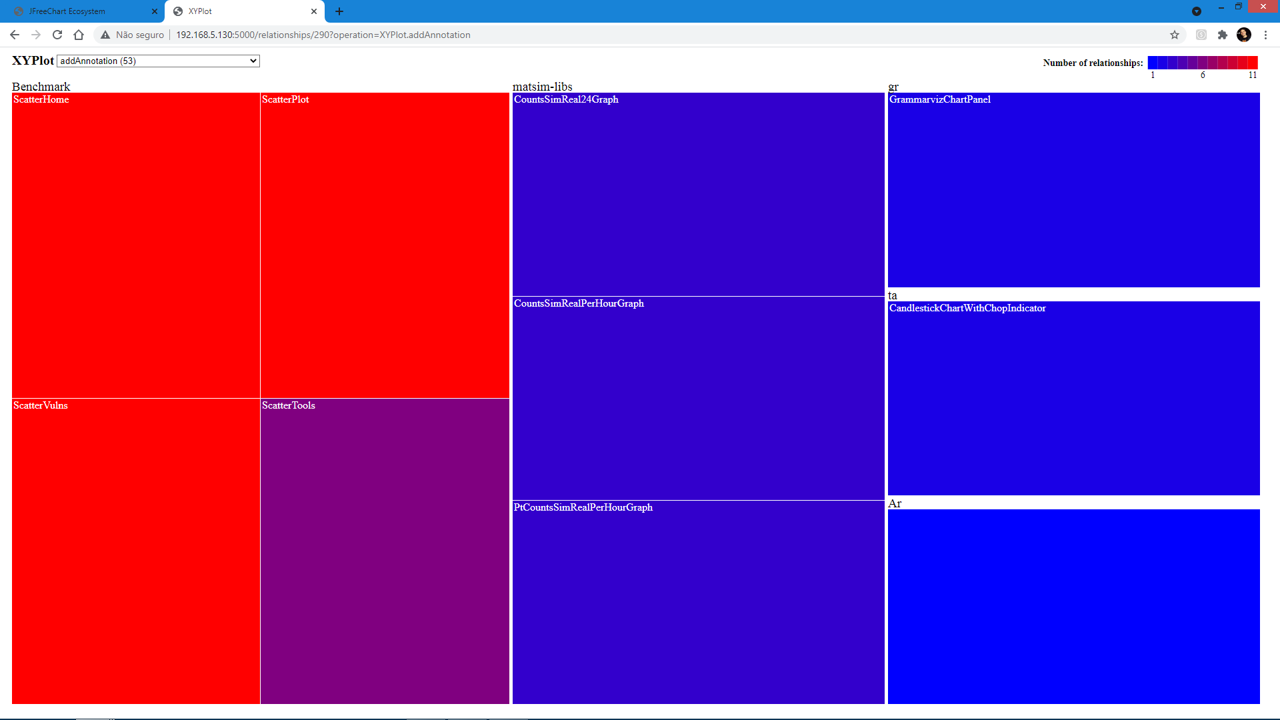 JFreeChart Ecosystem
XYPlot
Não seguro
192.168.5.130:5000/relationships/290?operation=XYPlot.addAnnotation
XYPlot addAnnotation (53)
Number of relationships:
1 6 11
Benchmark
ScatterHome
ScatterPlot
ScatterVulns
ScatterTools
matsim-libs
CountsSimReal24Graph
CountsSimRealPerHourGraph
PtCountsSimRealPerHourGraph
gr
GrammarvizChartPanel
ta
CandlestickChartWithChopIndicator
Ar